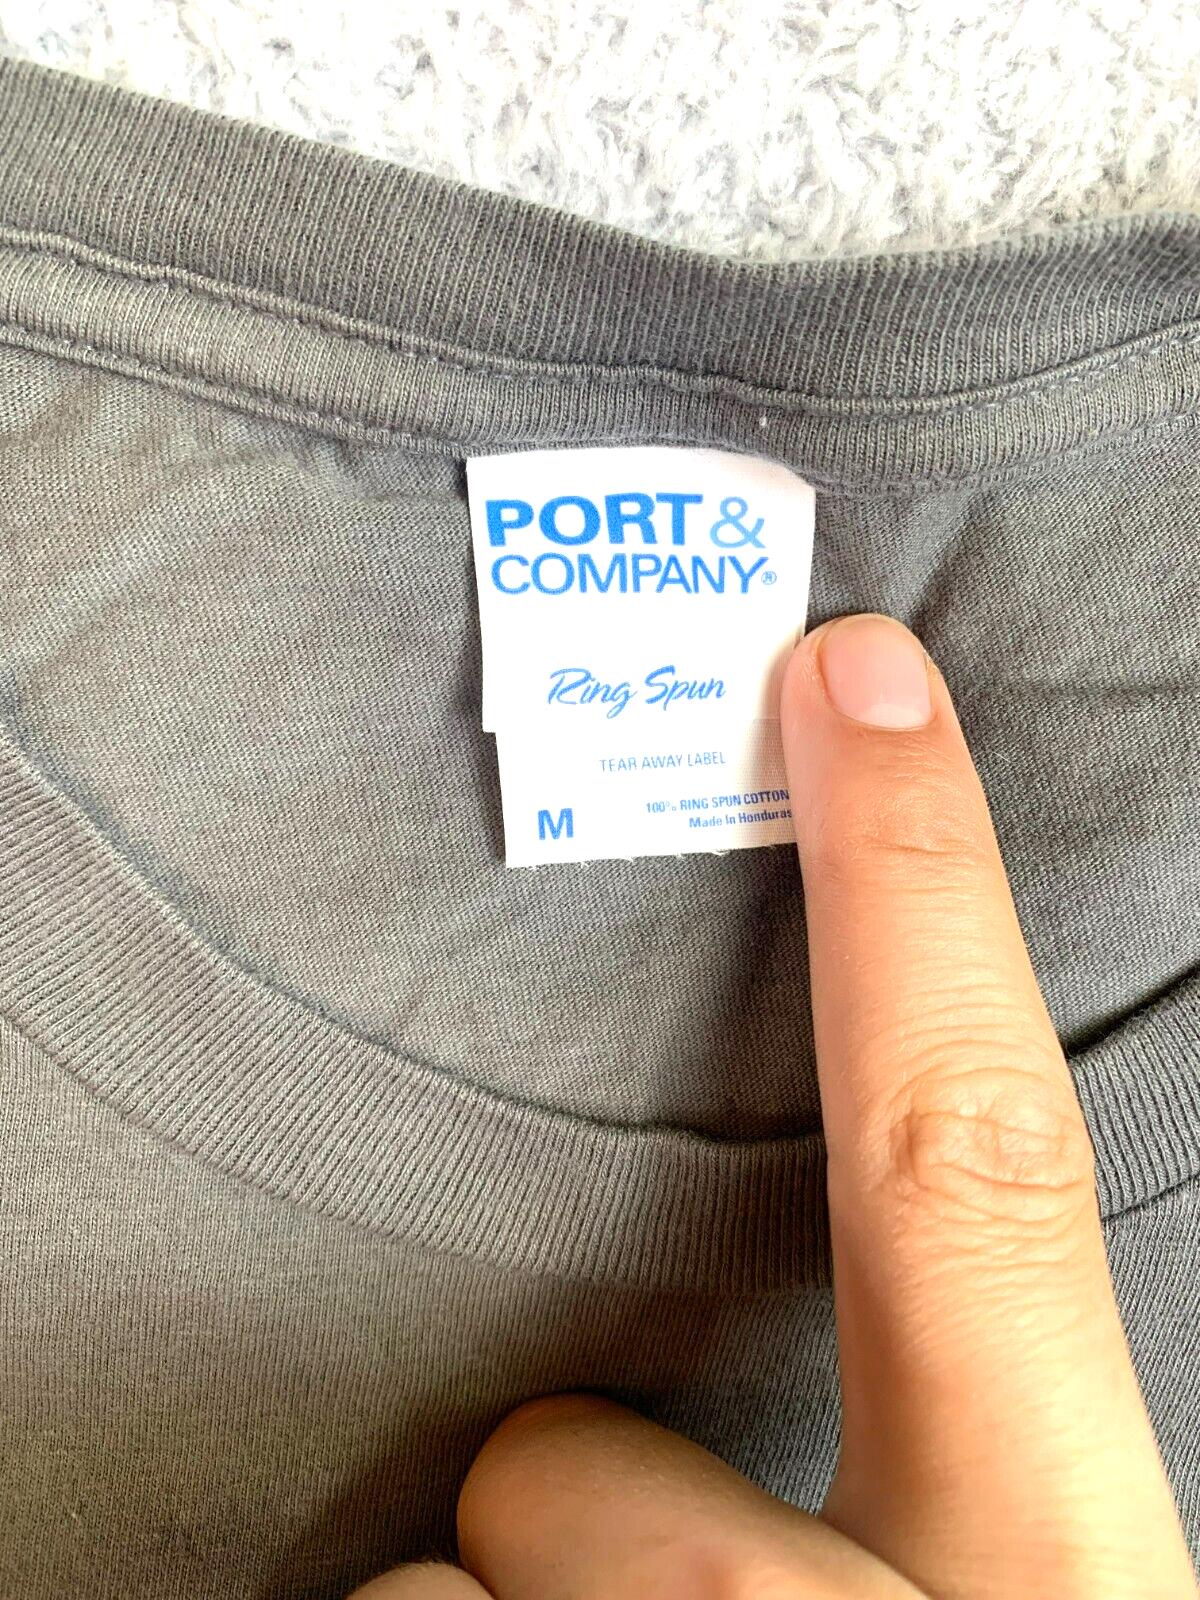 PORT &
COMPANY®
Ring Spun
TEAR AWAY LABEL
M
100% RING SPUN COTTON
Made In Honduras